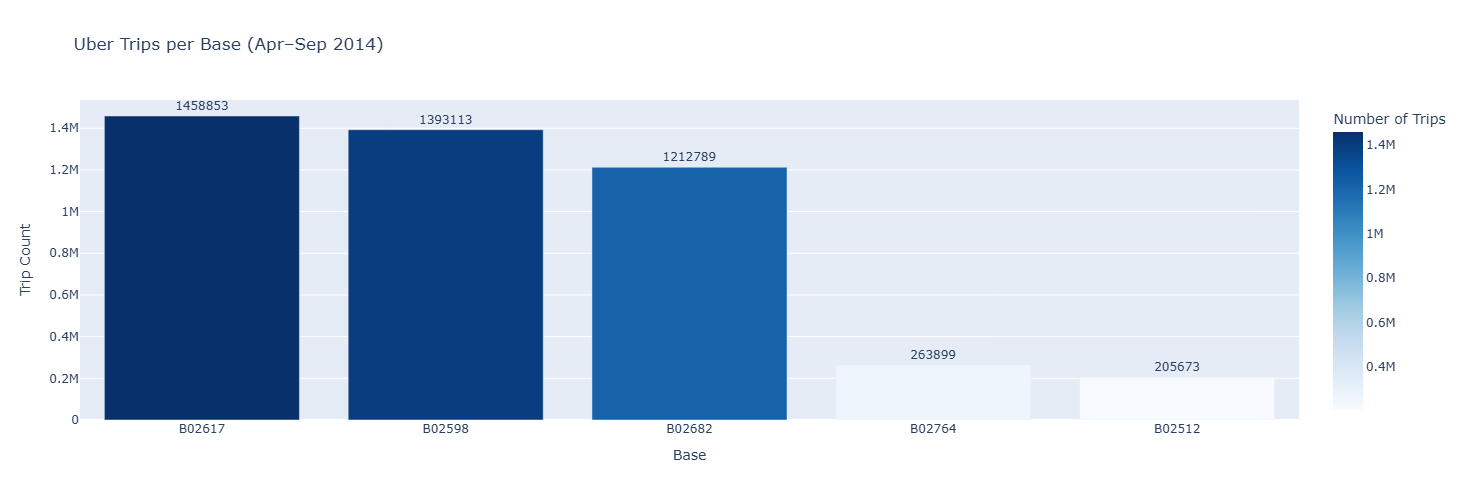 Uber Trips per Base (Apr–Sep 2014)
Trip Count
1.4M
1.2M
1M
0.8M
0.6M
0.4M
0.2M
0
1458853
1393113
1212789
263899
205673
B02617 B02598 B02682 B02764 B02512
Base
Number of Trips
1.4M
1.2M
1M
0.8M
0.6M
0.4M